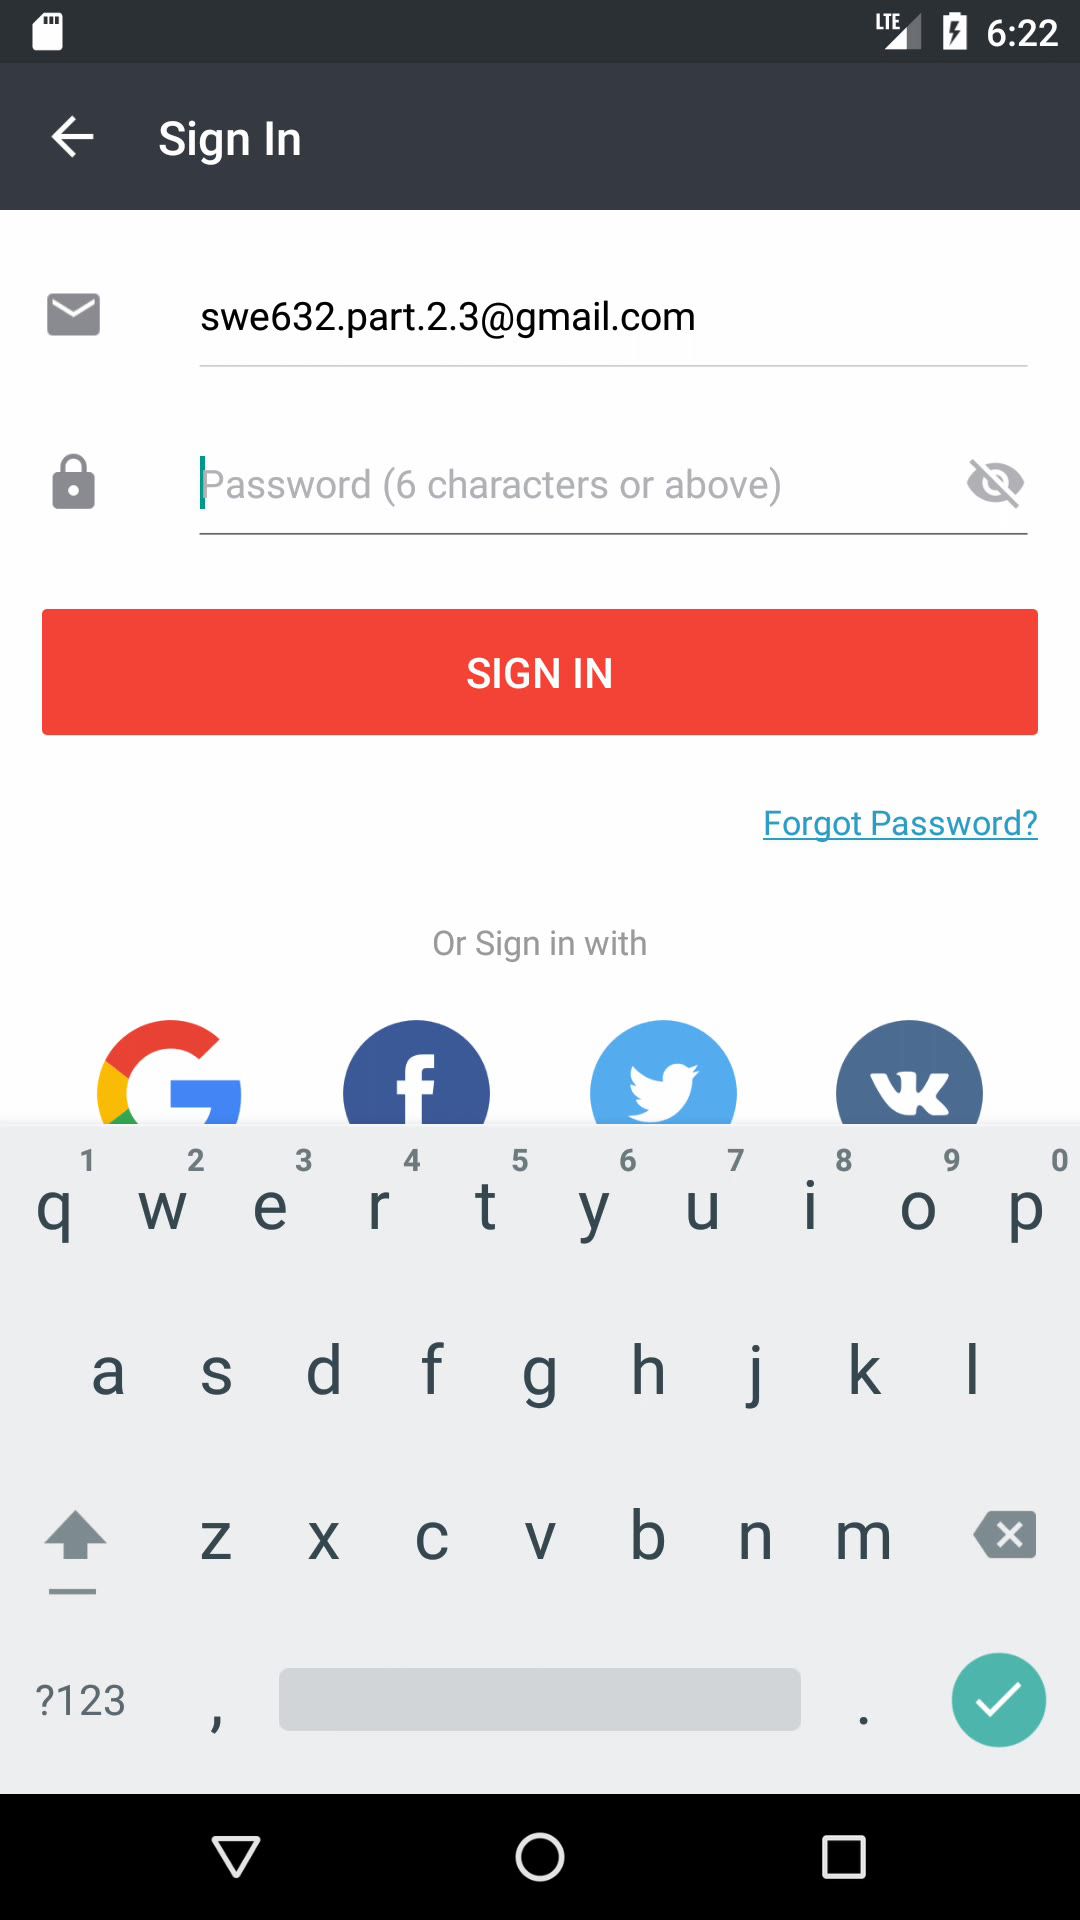 LTE 6:22
Sign In
swe632.part.2.3@gmail.com
Password (6 characters or above)
SIGN IN
Forgot Password?
Or Sign in with
1 2 3 4 5 6 7 8 9 0
q w e r t y u i o p
a s d f g h j k l
z x c v b n m
?123 , .